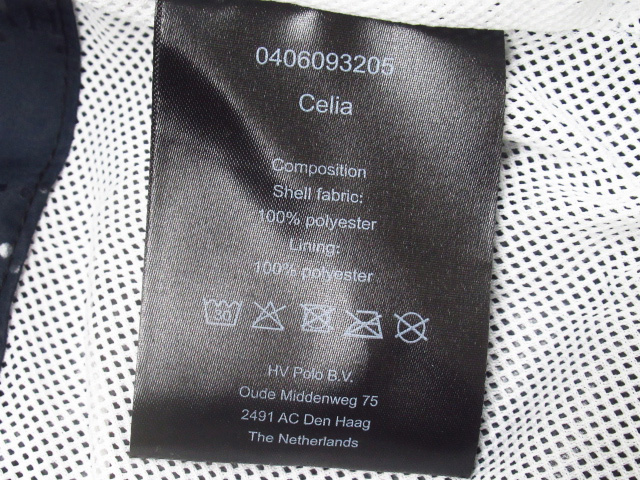 0406093205
Celia
Composition
Shell fabric:
100% polyester
Lining:
100% polyester
30
HV Polo B.V.
Oude Middenweg 75
2491 AC Den Haag
The Netherlands